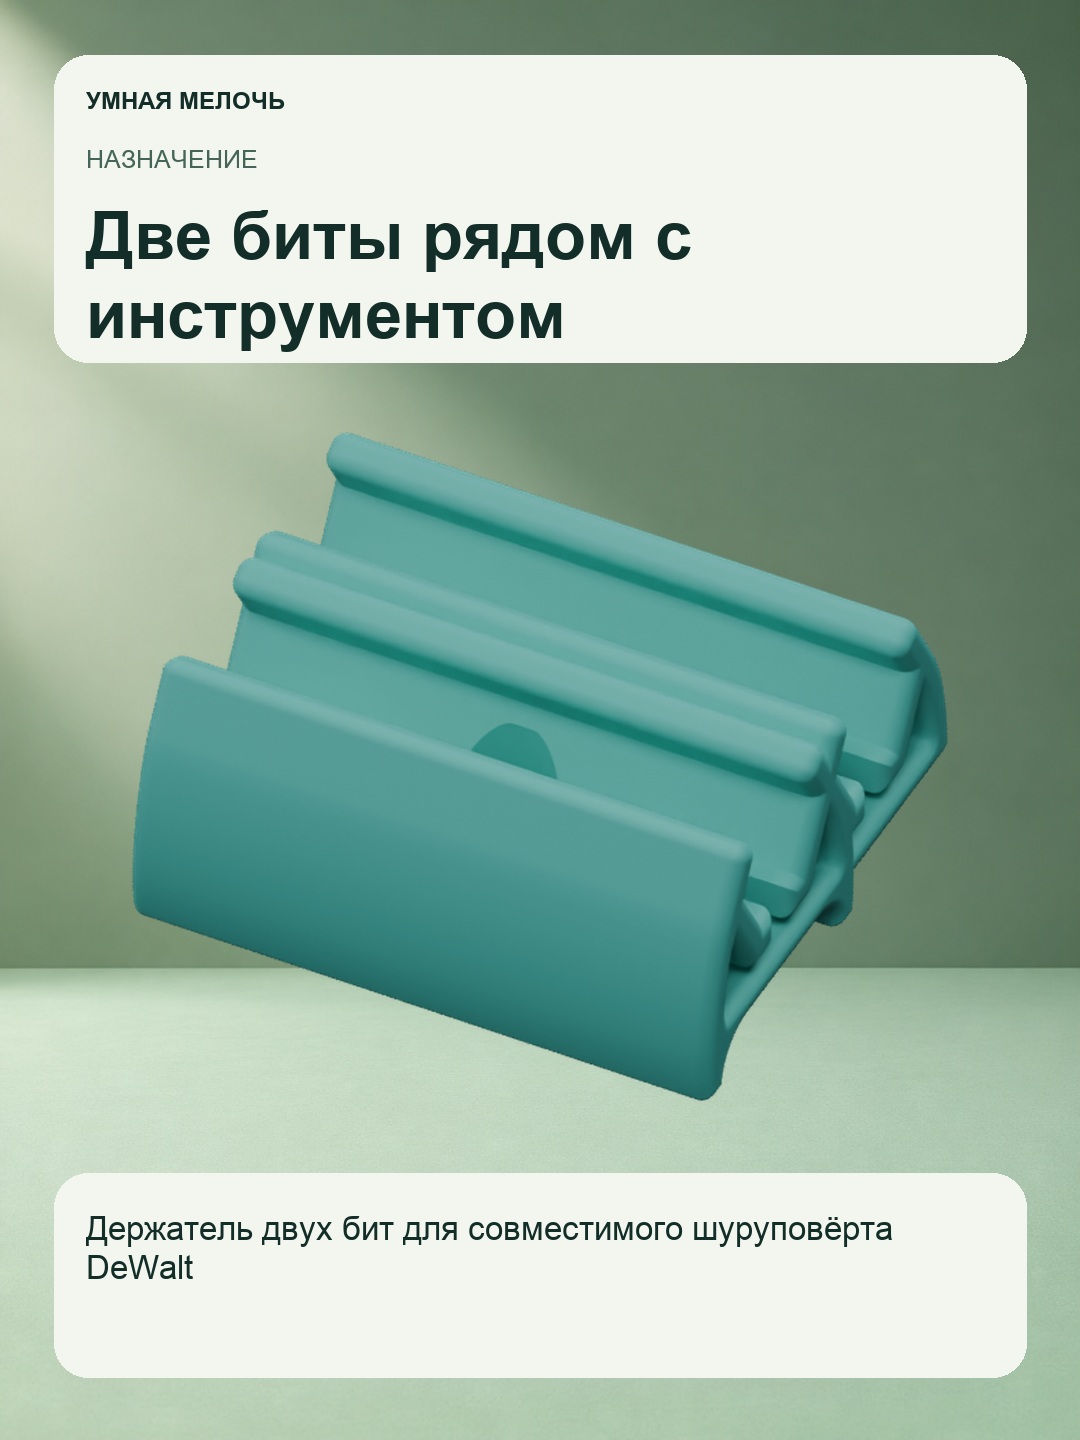 УМНАЯ МЕЛОЧЬ
НАЗНАЧЕНИЕ
Две биты рядом с
инструментом
Держатель двух бит для совместимого шуруповёрта
DeWalt